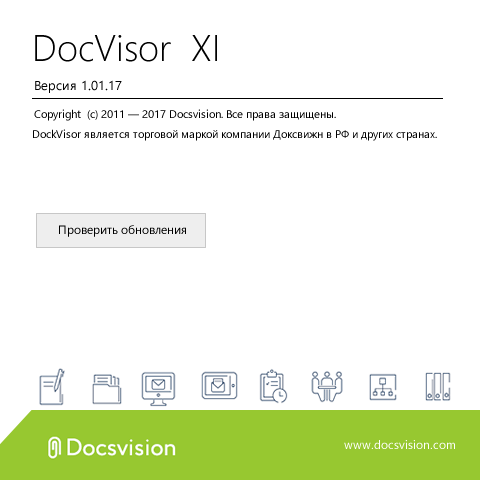 DocVisor XI
Версия 1.01.17
Copyright (c) 2011 — 2017 Docsvision. Все права защищены.
DockVisor является торговой маркой компании Доксвижн в РФ и других странах.
Проверить обновления
Docsvision
www.docsvision.com